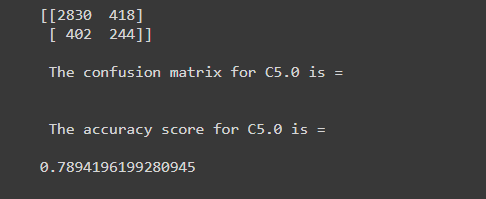 [[2830  418]
 [ 402  244]]
The confusion matrix for C5.0 is =
The accuracy score for C5.0 is =
0.7894196199280945